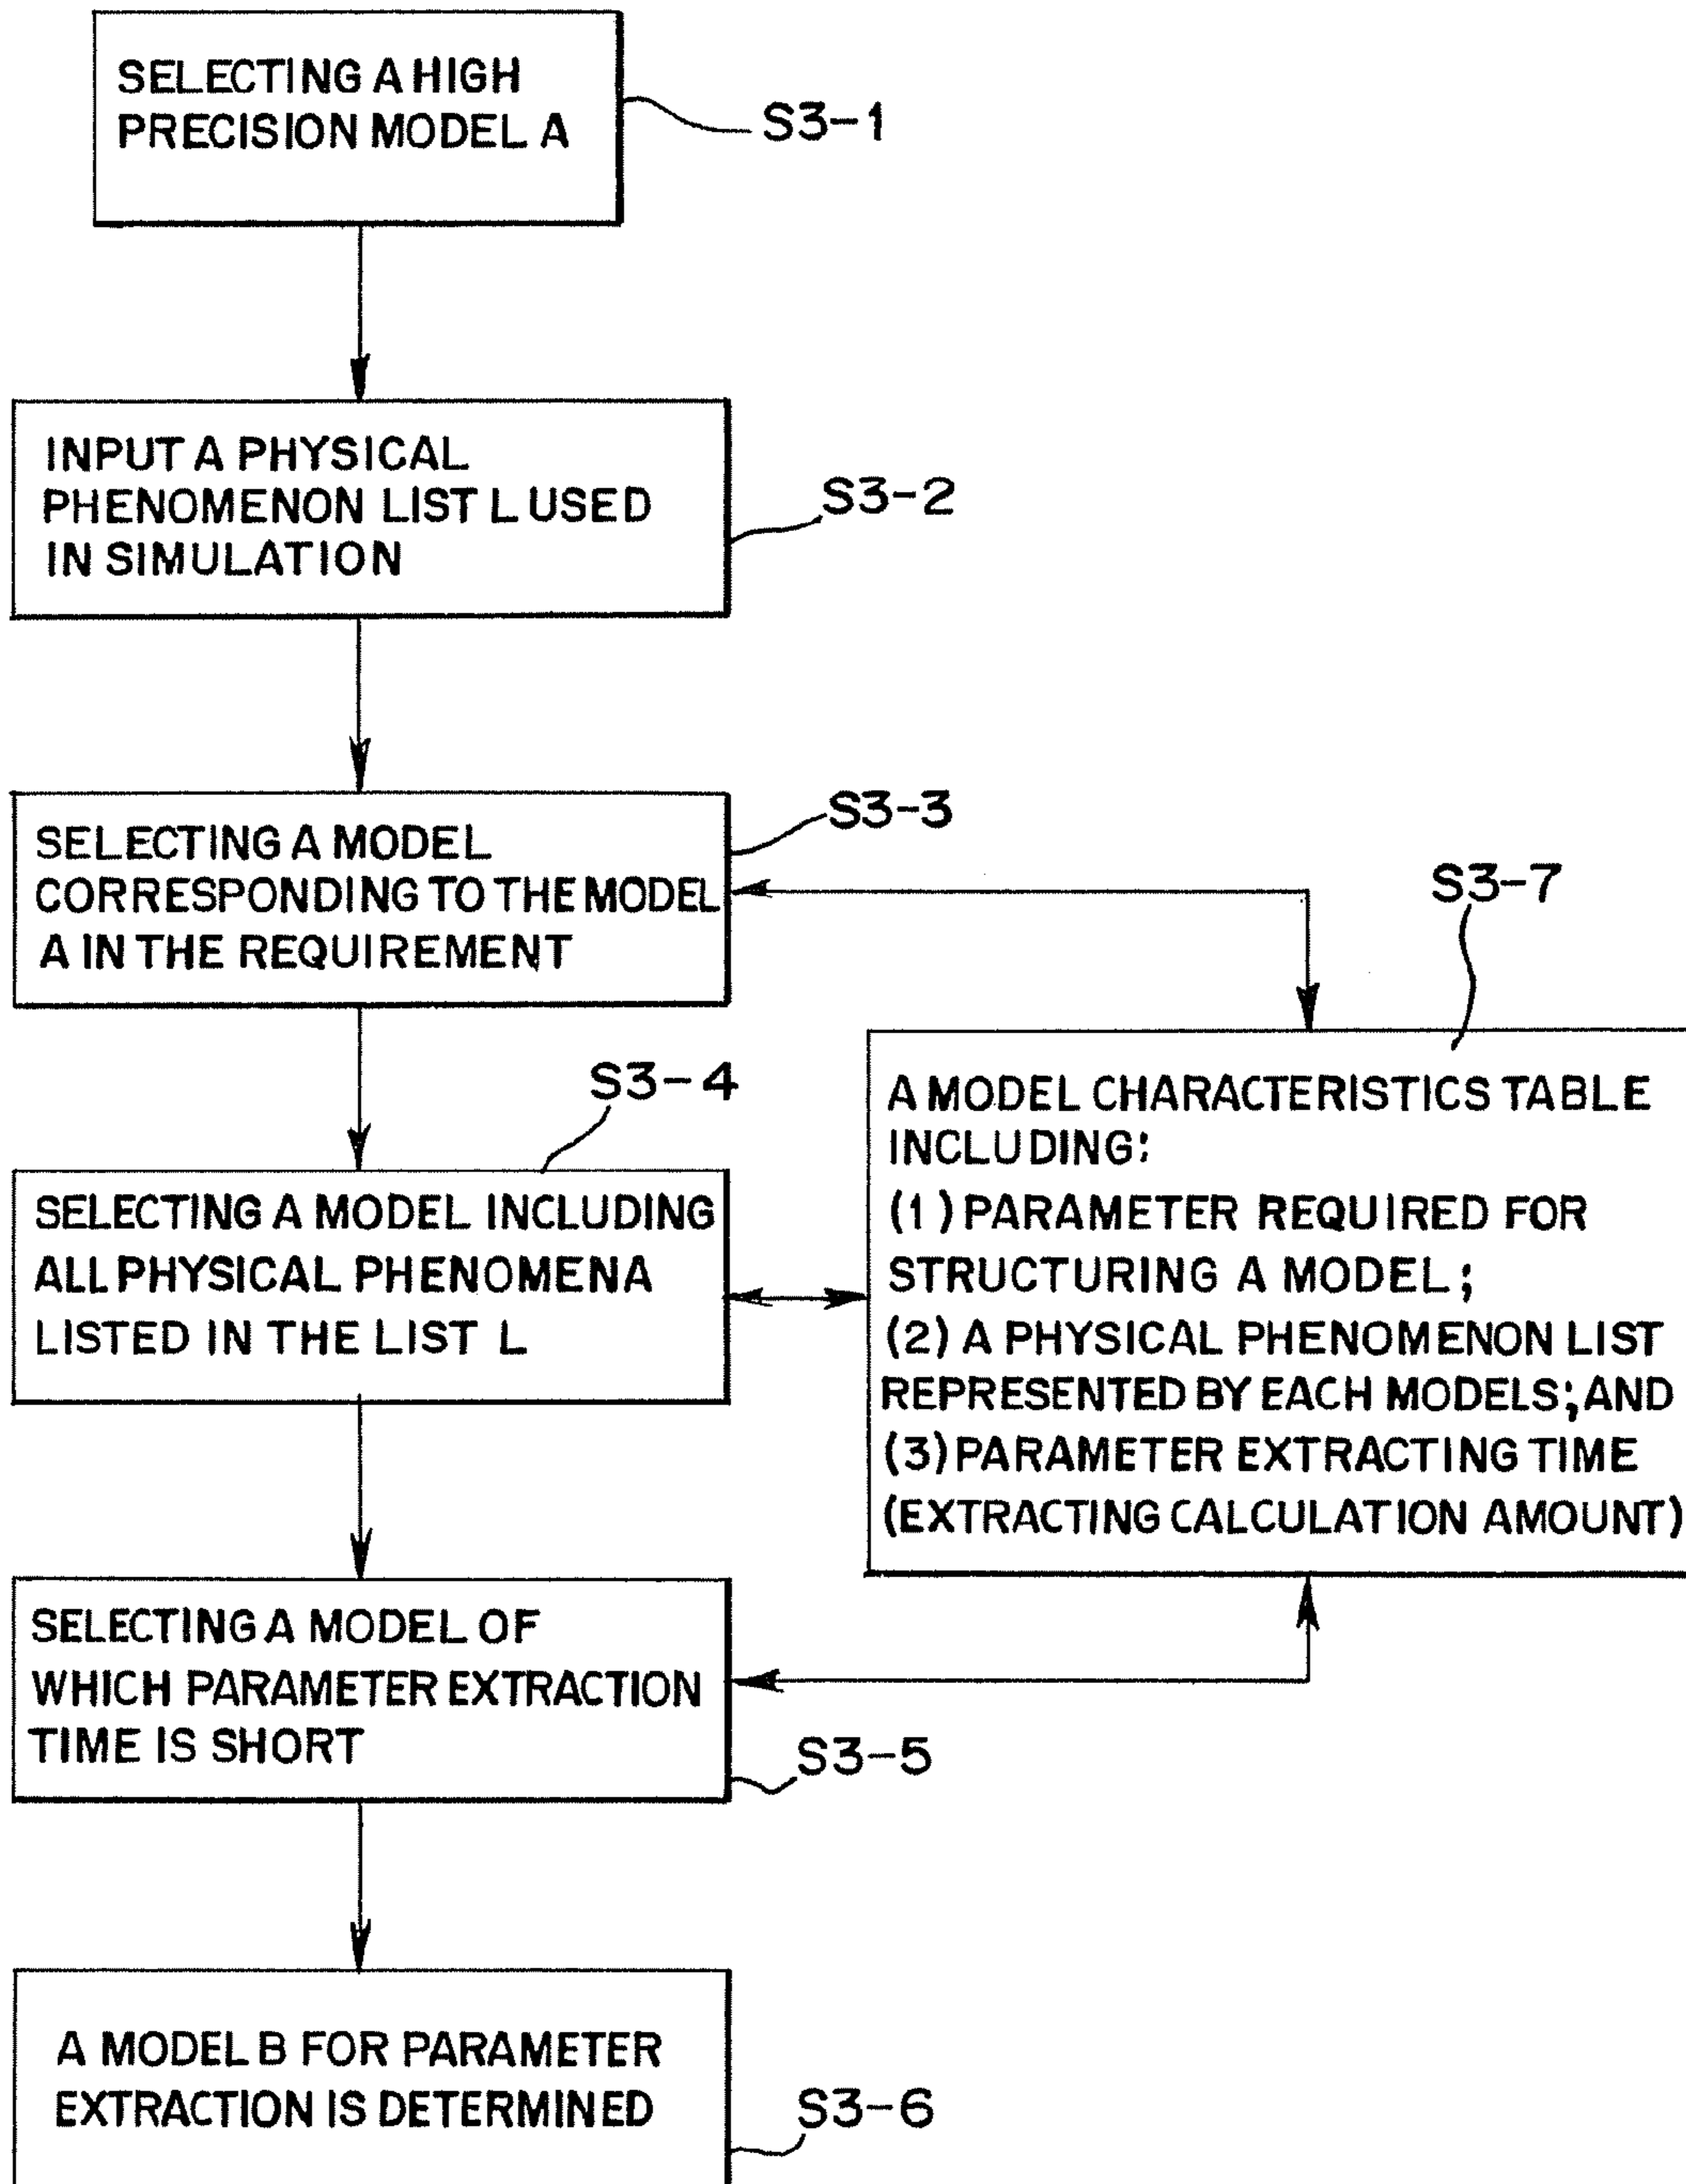 SELECTING A HIGH
PRECISION MODEL A
S3-1
INPUT A PHYSICAL
PHENOMENON LIST L USED
IN SIMULATION
S3-2
SELECTING A MODEL
CORRESPONDING TO THE MODEL
A IN THE REQUIREMENT
S3-3
S3-7
A MODEL CHARACTERISTICS TABLE
INCLUDING:
(1) PARAMETER REQUIRED FOR
STRUCTURING A MODEL;
(2) A PHYSICAL PHENOMENON LIST
REPRESENTED BY EACH MODELS; AND
(3) PARAMETER EXTRACTING TIME
(EXTRACTING CALCULATION AMOUNT)
S3-4
SELECTING A MODEL INCLUDING
ALL PHYSICAL PHENOMENA
LISTED IN THE LIST L
SELECTING A MODEL OF
WHICH PARAMETER EXTRACTION
TIME IS SHORT
S3-5
A MODEL B FOR PARAMETER
EXTRACTION IS DETERMINED
S3-6